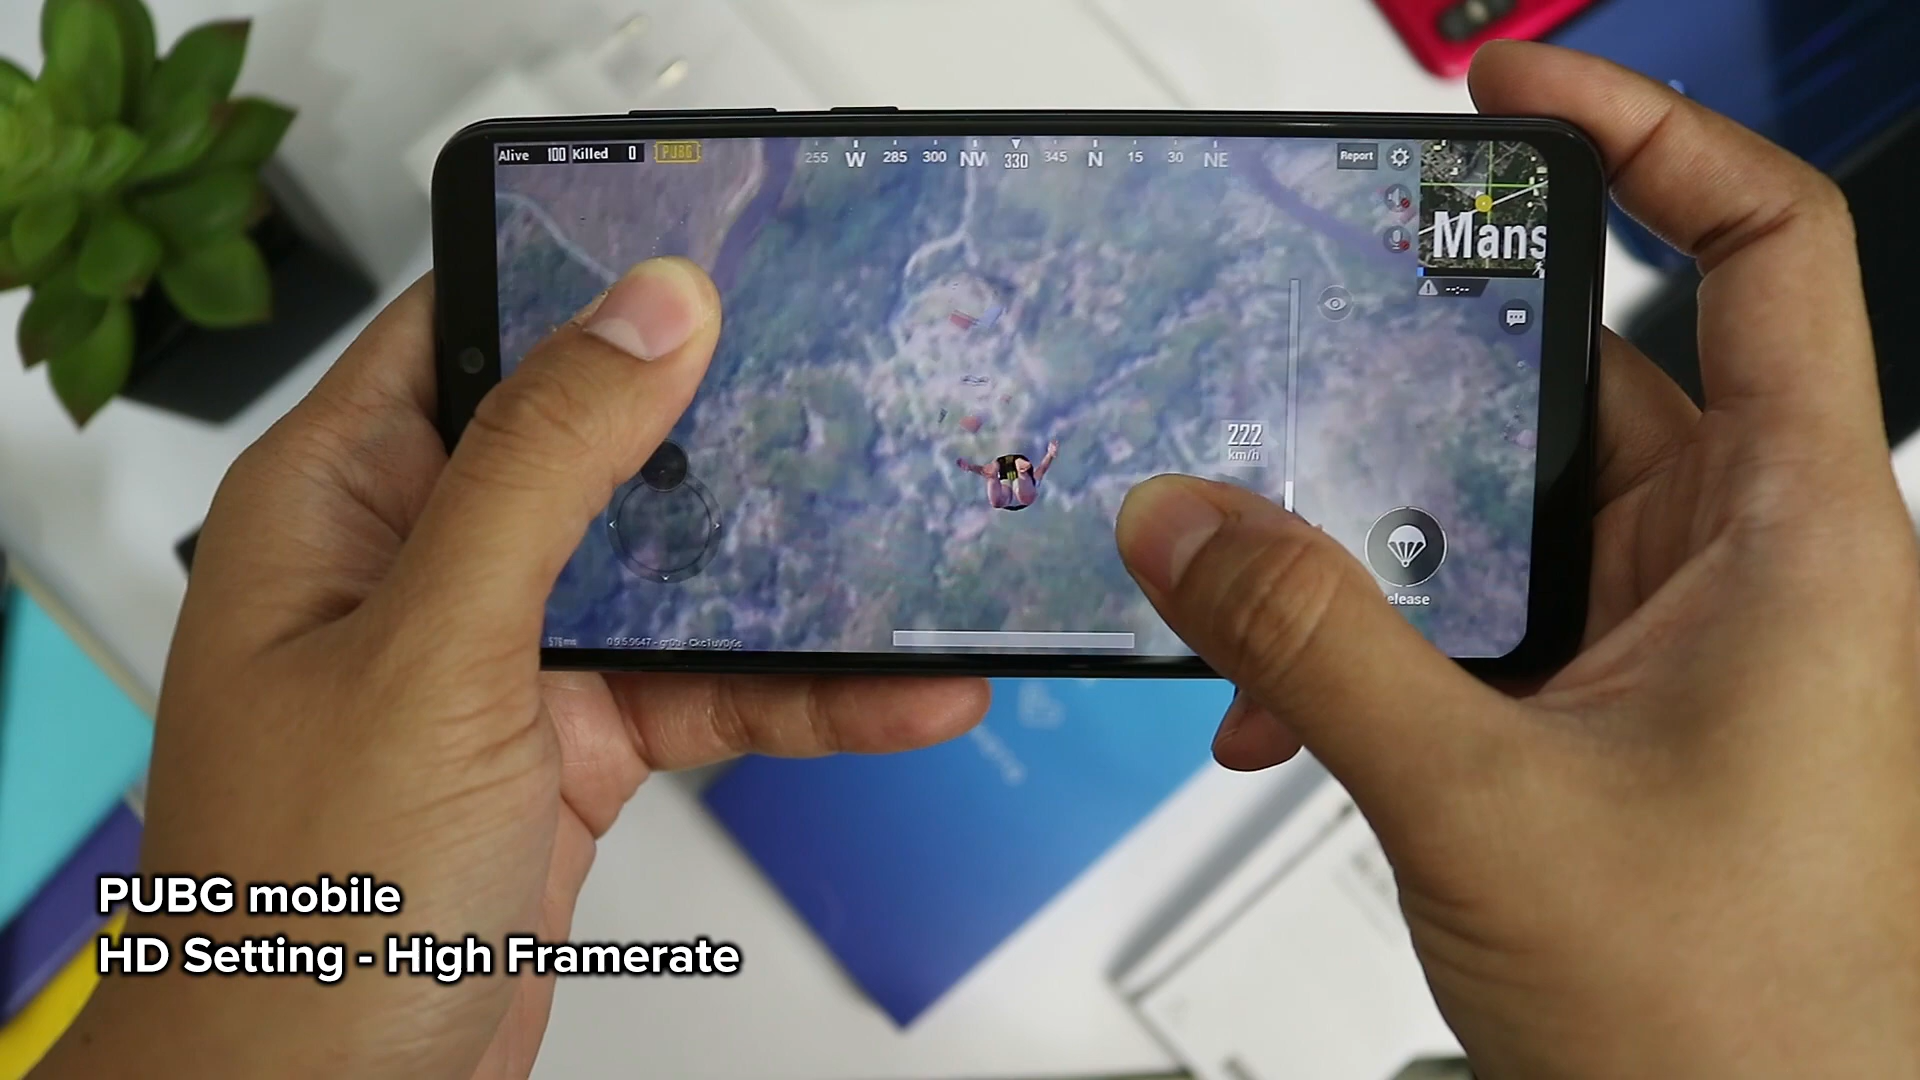 Alive 100 Killed 0 PUBG
255 W 285 300 NW 330 345 N 15 30 NE
Report
Mans
--:--
222
km/h
elease
PUBG mobile
HD Setting - High Framerate